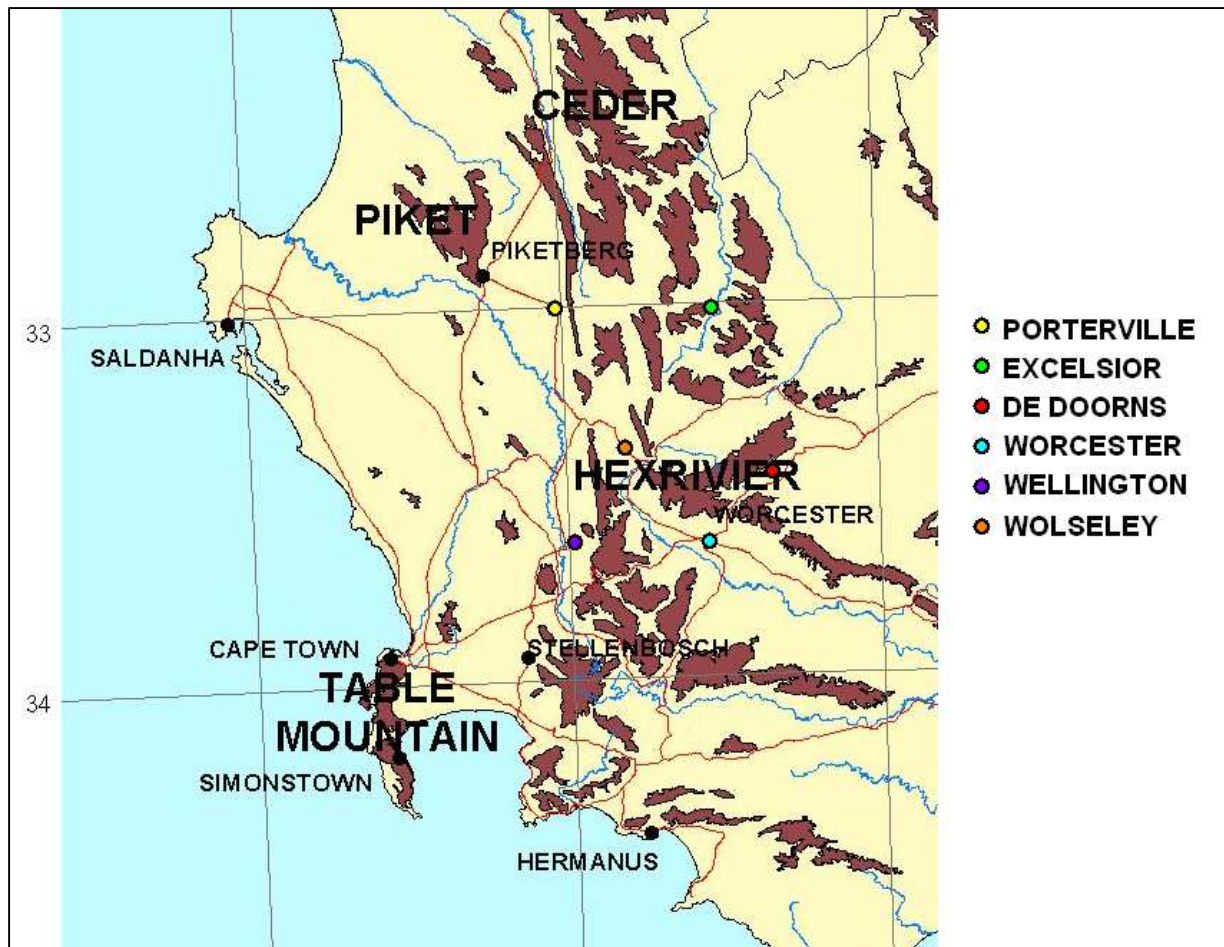 CEDER
PIKET
PIKETBERG
33
SALDANHA
HEXRIVIER
WORCESTER
CAPE TOWN
STELLENBOSCH
34
TABLE
MOUNTAIN
SIMONSTOWN
HERMANUS
PORTERVILLE
EXCELSIOR
DE DOORNS
WORCESTER
WELLINGTON
WOLSELEY